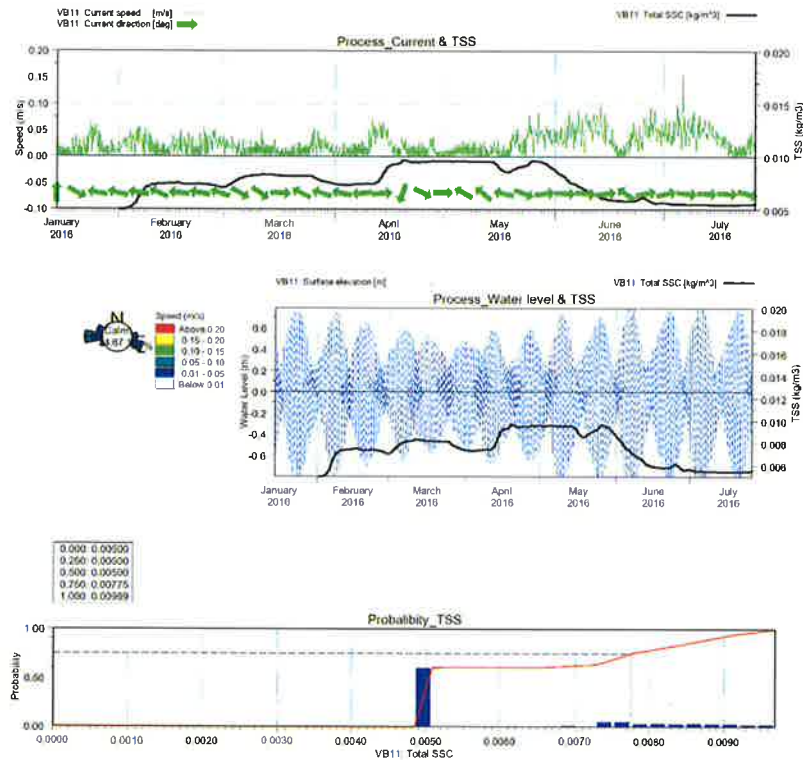 VB11: Current speed [m/s]
VB11: Current direction [deg]
VB11: Total SSC [kg/m^3]
Process_Current & TSS
0.20
0.15
0.10
0.05
0.00
-0.05
-0.10
Speed (m/s)
0.020
0.015
0.010
0.005
TSS (kg/m3)
January February March April May June July
2016 2016 2016 2016 2016 2016 2016
VB11: Surface elevation [m]
VB11: Total SSC [kg/m^3]
Process_Water level & TSS
N
Calm
Speed (m/s)
Above 0.20
0.15 - 0.20
0.10 - 0.15
0.05 - 0.10
0.01 - 0.05
Below 0.01
0.6
0.4
0.2
0.0
-0.2
-0.4
-0.6
Water Level (m)
0.020
0.018
0.016
0.014
0.012
0.010
0.008
0.006
TSS (kg/m3)
January February March April May June July
2016 2016 2016 2016 2016 2016 2016
0.000: 0.00500
0.250: 0.00500
0.500: 0.00500
0.750: 0.00775
1.000: 0.00969
Probalibity_TSS
1.00
0.50
0.00
Probability
0.0000 0.0010 0.0020 0.0030 0.0040 0.0050 0.0060 0.0070 0.0080 0.0090
VB11: Total SSC